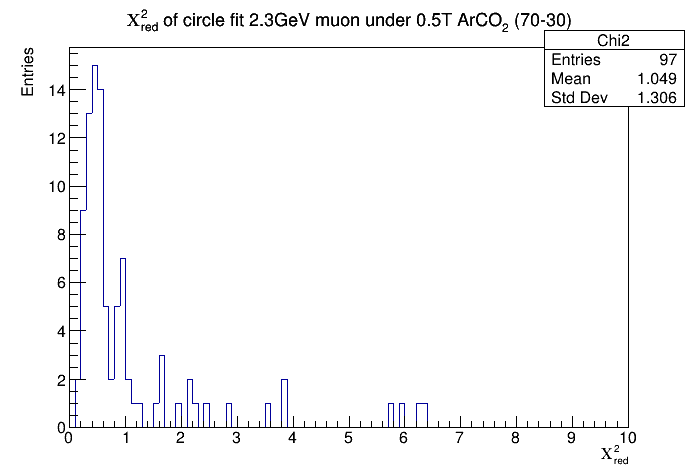 X²red of circle fit 2.3GeV muon under 0.5T ArCO₂ (70-30)
Chi2
Entries 97
Mean 1.049
Std Dev 1.306
Entries
14
12
10
8
6
4
2
0
0 1 2 3 4 5 6 7 8 9 10
X²red